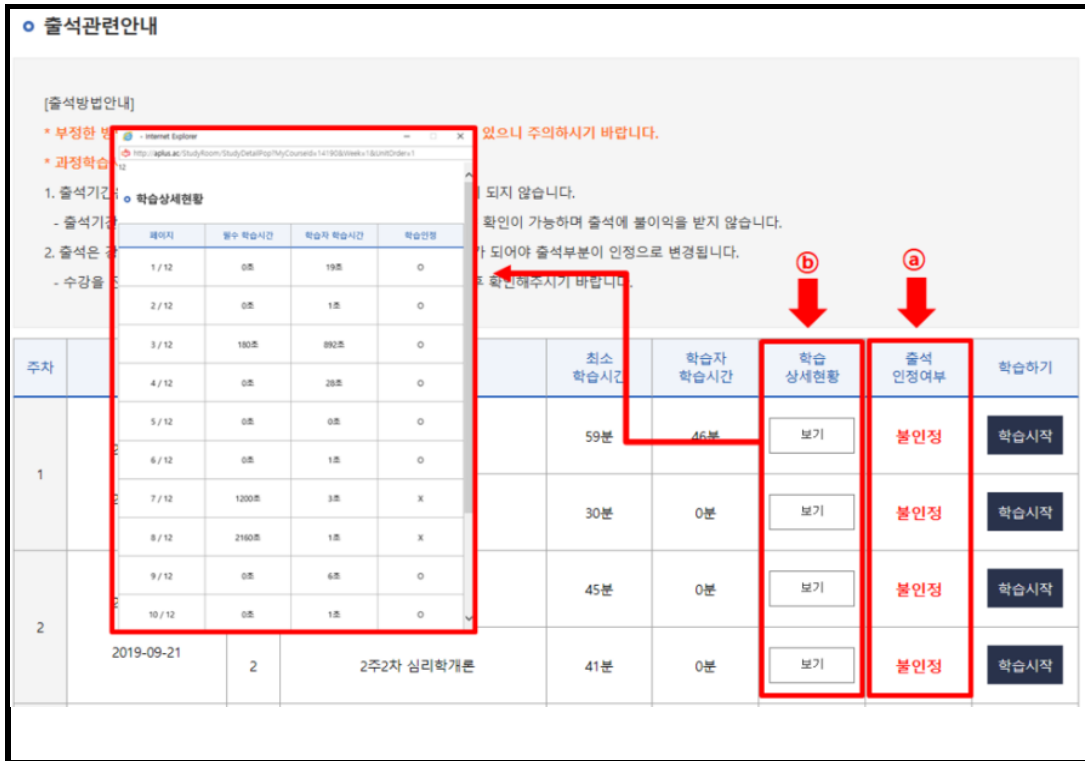 출석관련안내
[출석방법안내]
* 부정한 방 있으니 주의하시기 바랍니다.
* 과정학습
1. 출석기간 되지 않습니다.
- 출석기간 확인이 가능하며 출석에 불이익을 받지 않습니다.
2. 출석은 되어야 출석부분이 인정으로 변경됩니다.
- 수강을 후 확인해주시기 바랍니다.
- Internet Explorer
http://aplus.ac/StudyRoom/StudyDetailPop?MyCourseId=14190&Week=1&UnitOrder=1
12
학습상세현황
페이지 필수 학습시간 학습자 학습시간 학습인정
1 / 12 0초 19초 O
2 / 12 0초 1초 O
3 / 12 180초 892초 O
4 / 12 0초 28초 O
5 / 12 0초 0초 O
6 / 12 0초 1초 O
7 / 12 1200초 3초 X
8 / 12 2160초 1초 X
9 / 12 0초 6초 O
10 / 12 0초 1초 O
ⓑ ⓐ
주차 최소 학습시간 학습자 학습시간 학습 상세현황 출석 인정여부 학습하기
1
59분 46분 보기 불인정 학습시작
30분 0분 보기 불인정 학습시작
2
45분 0분 보기 불인정 학습시작
2019-09-21 2 2주2차 심리학개론 41분 0분 보기 불인정 학습시작